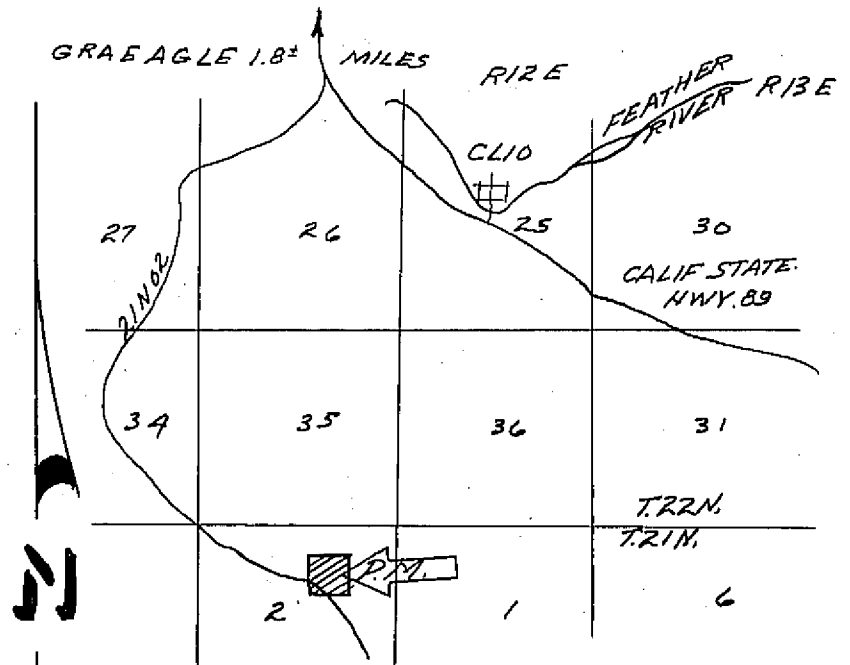 GRAEAGLE 1.8± MILES
R12E
R13E
FEATHER
RIVER
CLIO
27
26
25
30
CALIF STATE.
HWY. 89
21N02
34
35
36
31
T.22N.
T.21N.
P.M.
2
1
6
N